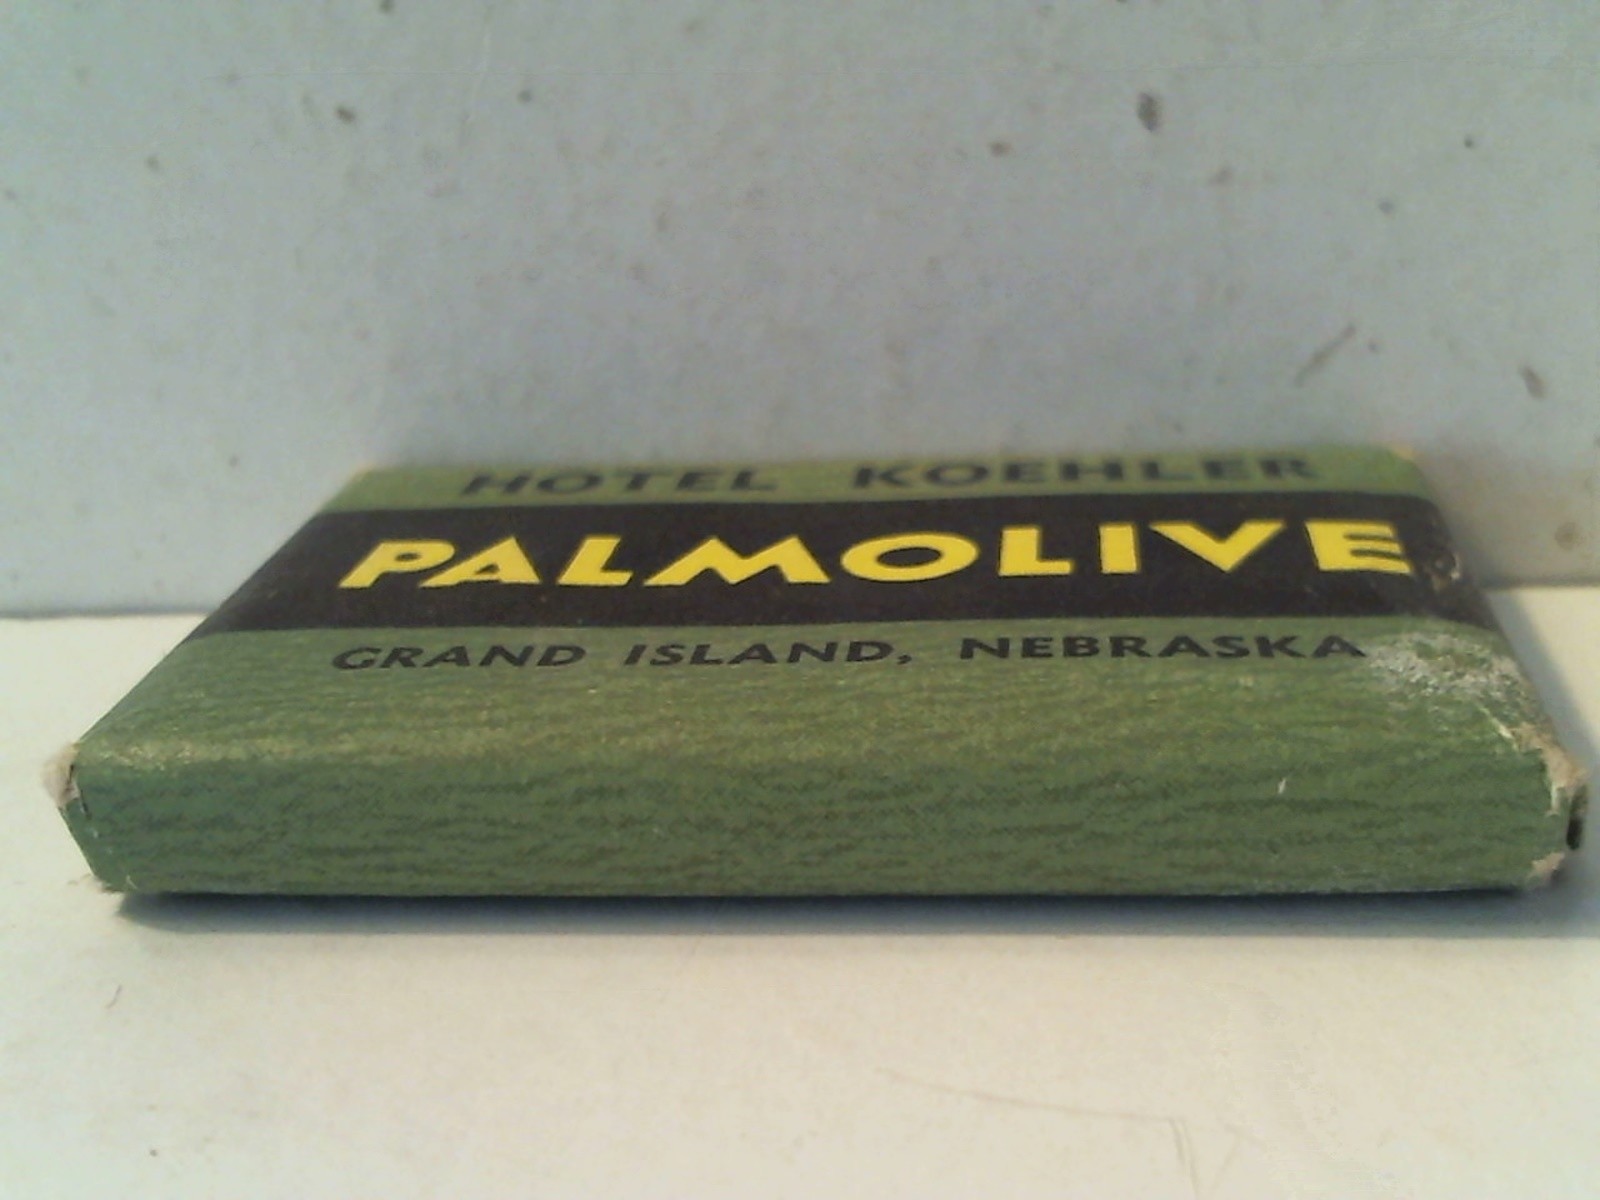 HOTEL KOEHLER
PALMOLIVE
GRAND ISLAND, NEBRASKA